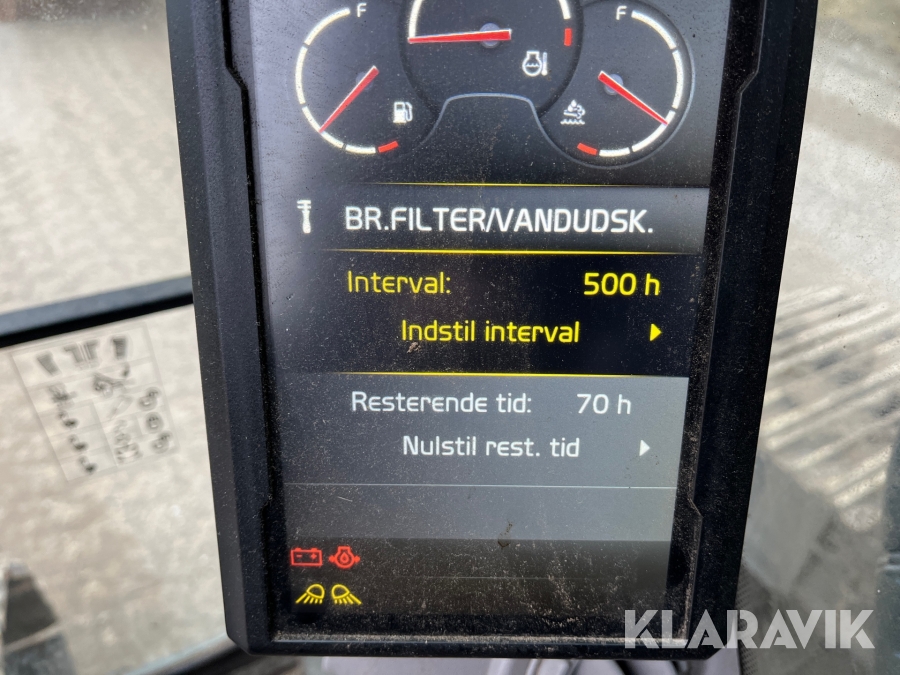 F
F
BR.FILTER/VANDUDSK.
Interval: 500 h
Indstil interval
Resterende tid: 70 h
Nulstil rest. tid
KLARAVIK